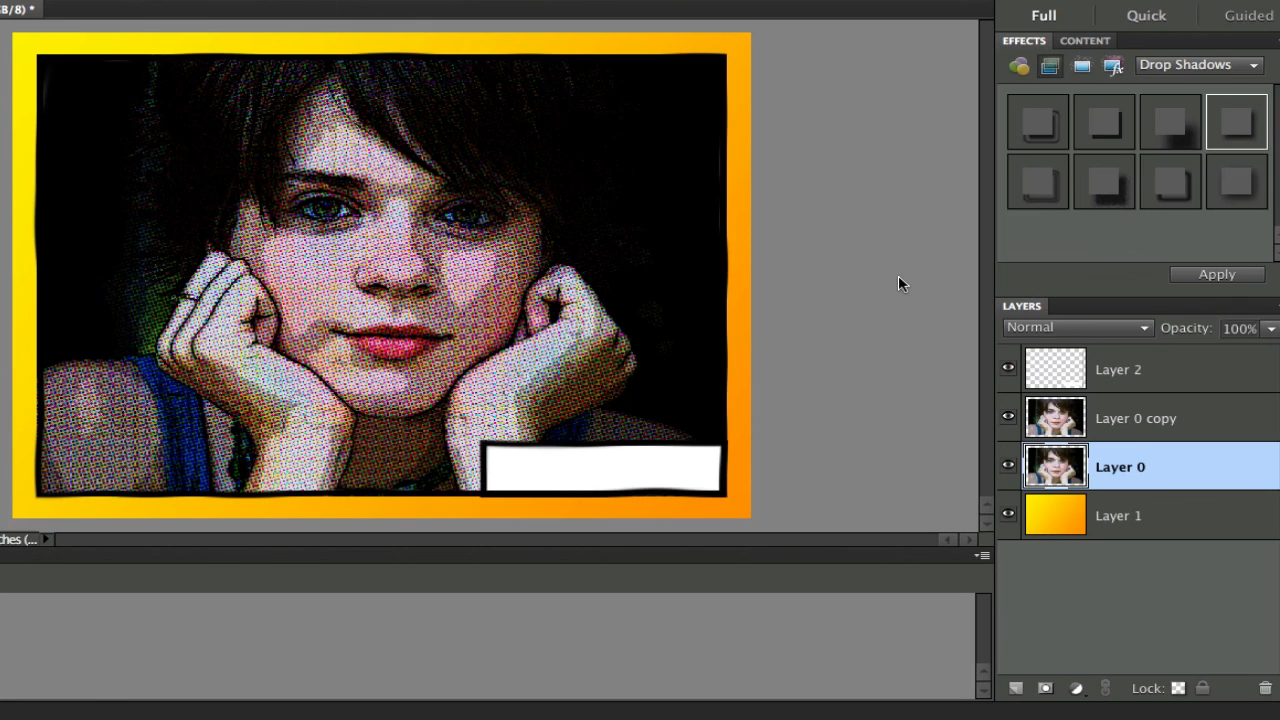 B/8) *
Full Quick Guided
EFFECTS CONTENT
Drop Shadows
Apply
LAYERS
Normal Opacity: 100%
Layer 2
Layer 0 copy
Layer 0
Layer 1
ches (...
Lock: